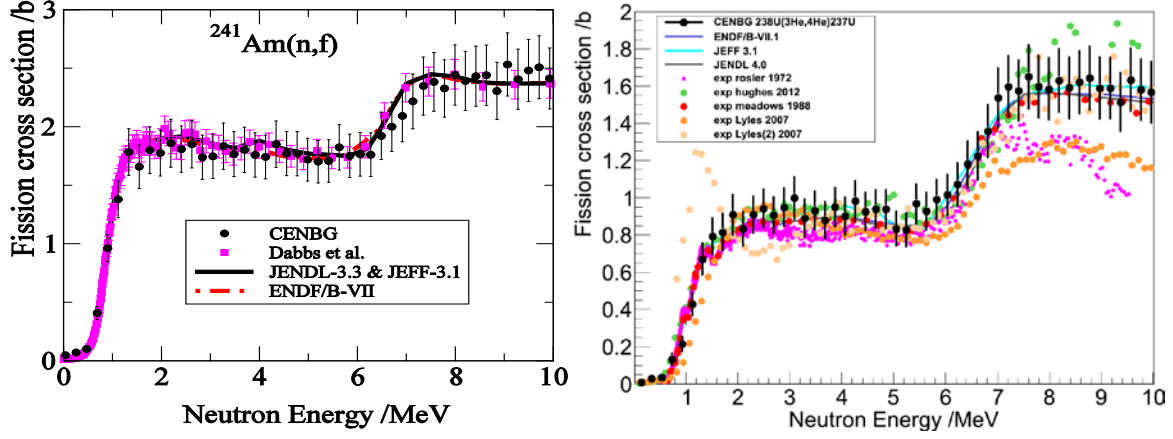 3
2
1
0
Fission cross section /b
241Am(n,f)
CENBG
Dabbs et al.
JENDL-3.3 & JEFF-3.1
ENDF/B-VII
0 2 4 6 8 10
Neutron Energy /MeV
2
1.8
1.6
1.4
1.2
1
0.8
0.6
0.4
0.2
0
Fission cross section /b
CENBG 238U(3He,4He)237U
ENDF/B-VII.1
JEFF 3.1
JENDL 4.0
exp rosler 1972
exp hughes 2012
exp meadows 1988
exp Lyles 2007
exp Lyles(2) 2007
1 2 3 4 5 6 7 8 9 10
Neutron Energy /MeV